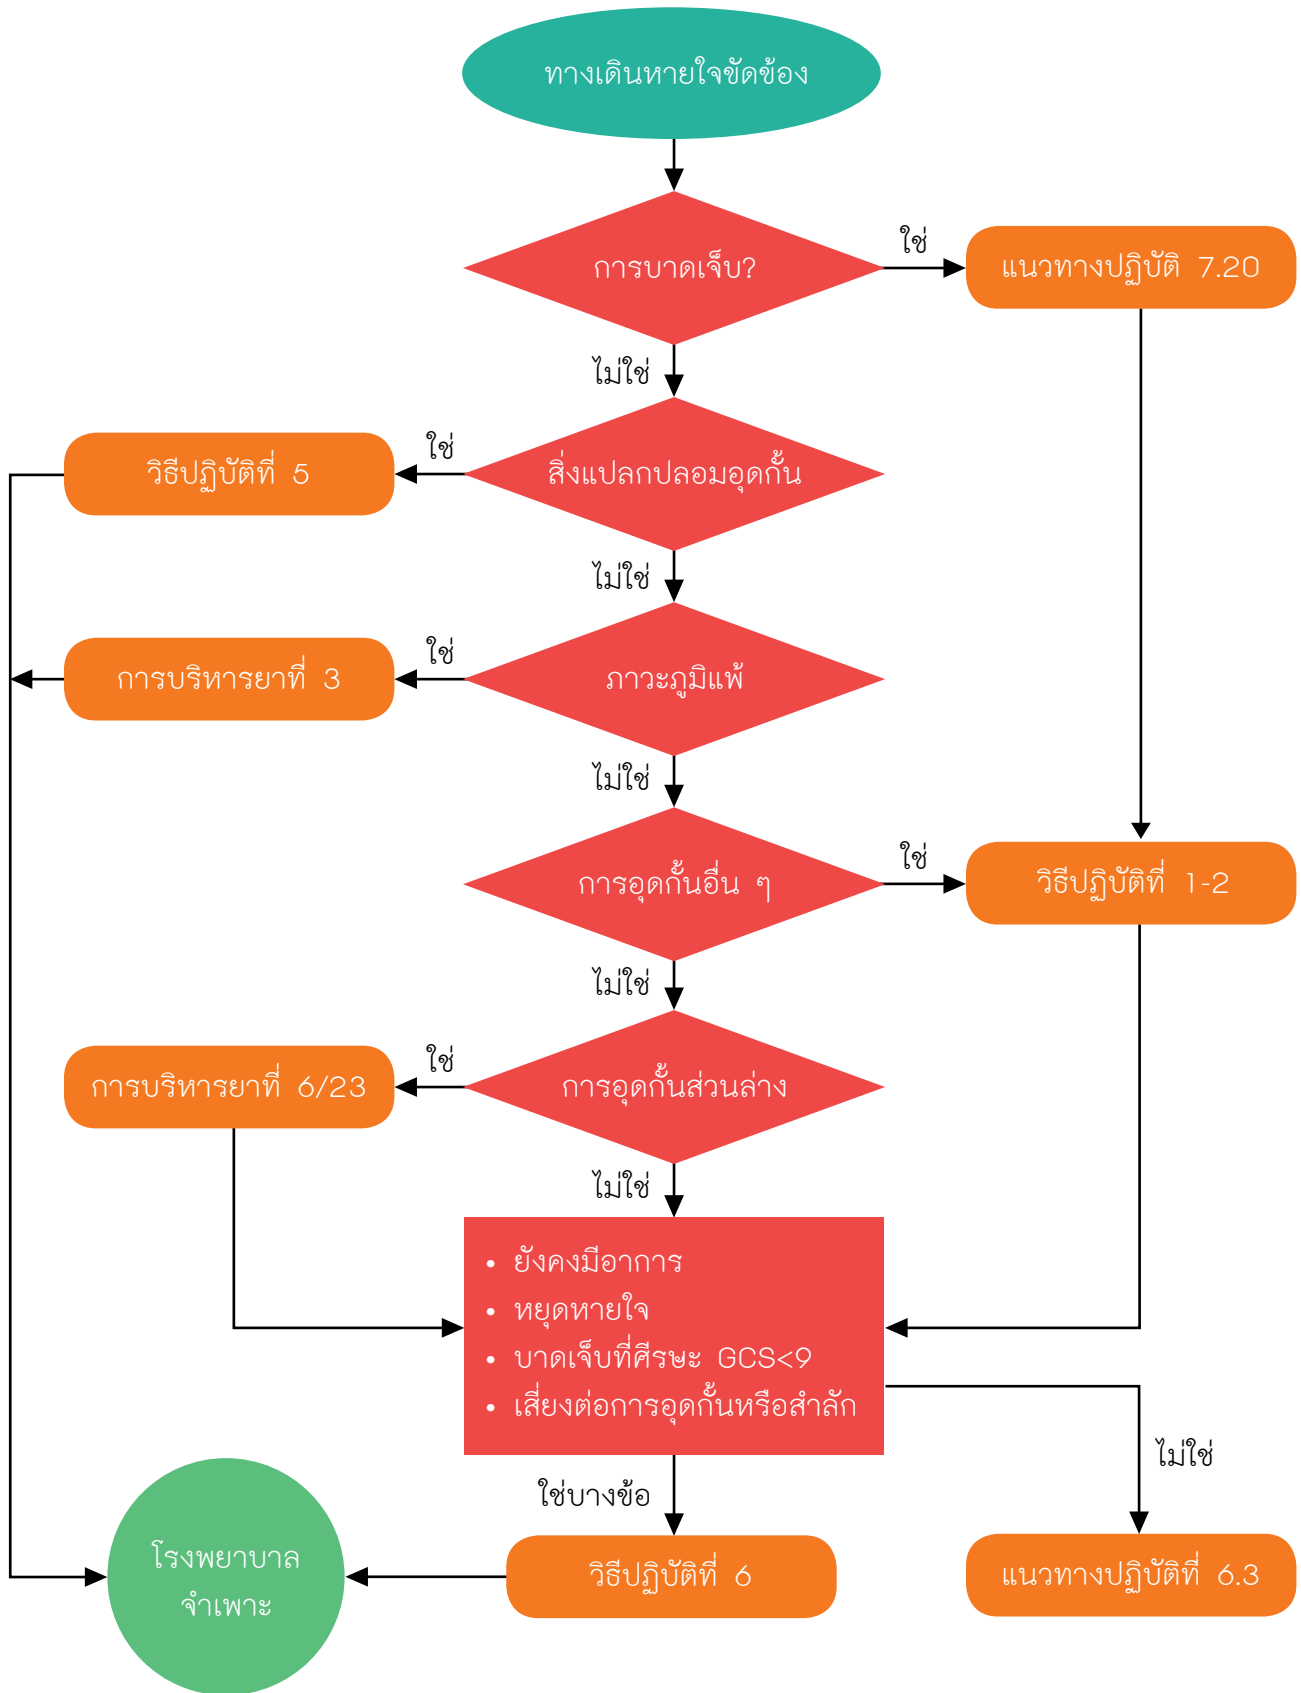 ทางเดินหายใจขัดข้อง
การบาดเจ็บ?
ใช่
แนวทางปฏิบัติ 7.20
ไม่ใช่
วิธีปฏิบัติที่ 5
ใช่
สิ่งแปลกปลอมอุดกั้น
ไม่ใช่
การบริหารยาที่ 3
ใช่
ภาวะภูมิแพ้
ไม่ใช่
การอุดกั้นอื่น ๆ
ใช่
วิธีปฏิบัติที่ 1-2
ไม่ใช่
การบริหารยาที่ 6/23
ใช่
การอุดกั้นส่วนล่าง
ไม่ใช่
• ยังคงมีอาการ
• หยุดหายใจ
• บาดเจ็บที่ศีรษะ GCS<9
• เสี่ยงต่อการอุดกั้นหรือสำลัก
ไม่ใช่
ใช่บางข้อ
โรงพยาบาล
จำเพาะ
วิธีปฏิบัติที่ 6
แนวทางปฏิบัติที่ 6.3